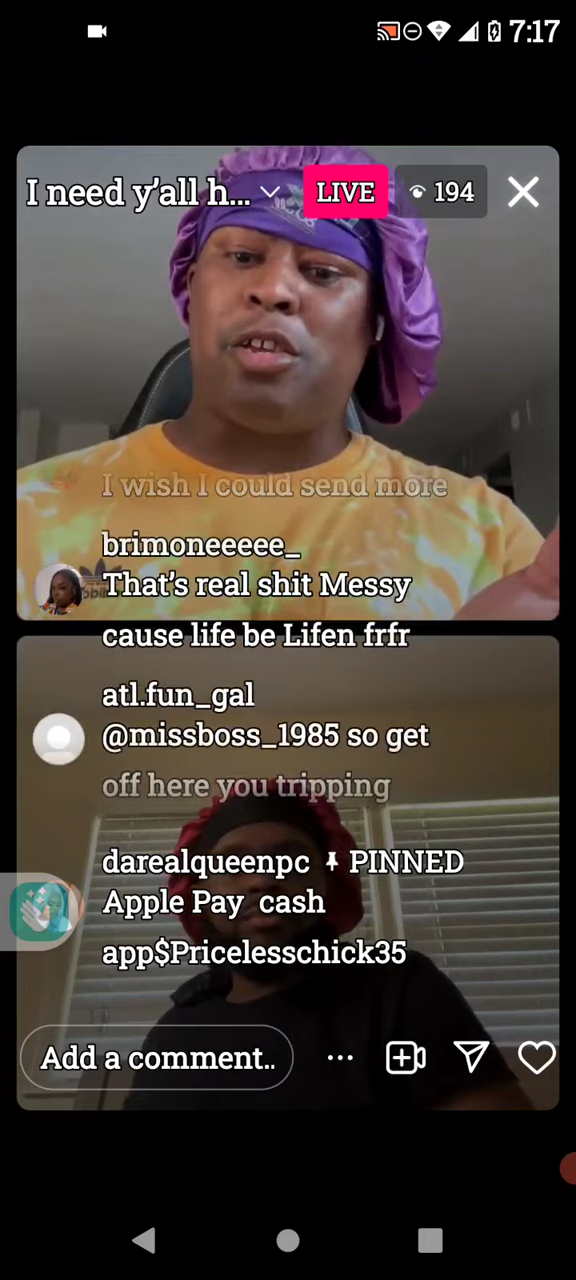 7:17
I need y'all h...
LIVE
194
I wish I could send more
brimoneeeee_
That's real shit Messy
cause life be Lifen frfr
atl.fun_gal
@missboss_1985 so get
off here you tripping
darealqueenpc PINNED
Apple Pay cash
app$Pricelesschick35
Add a comment..